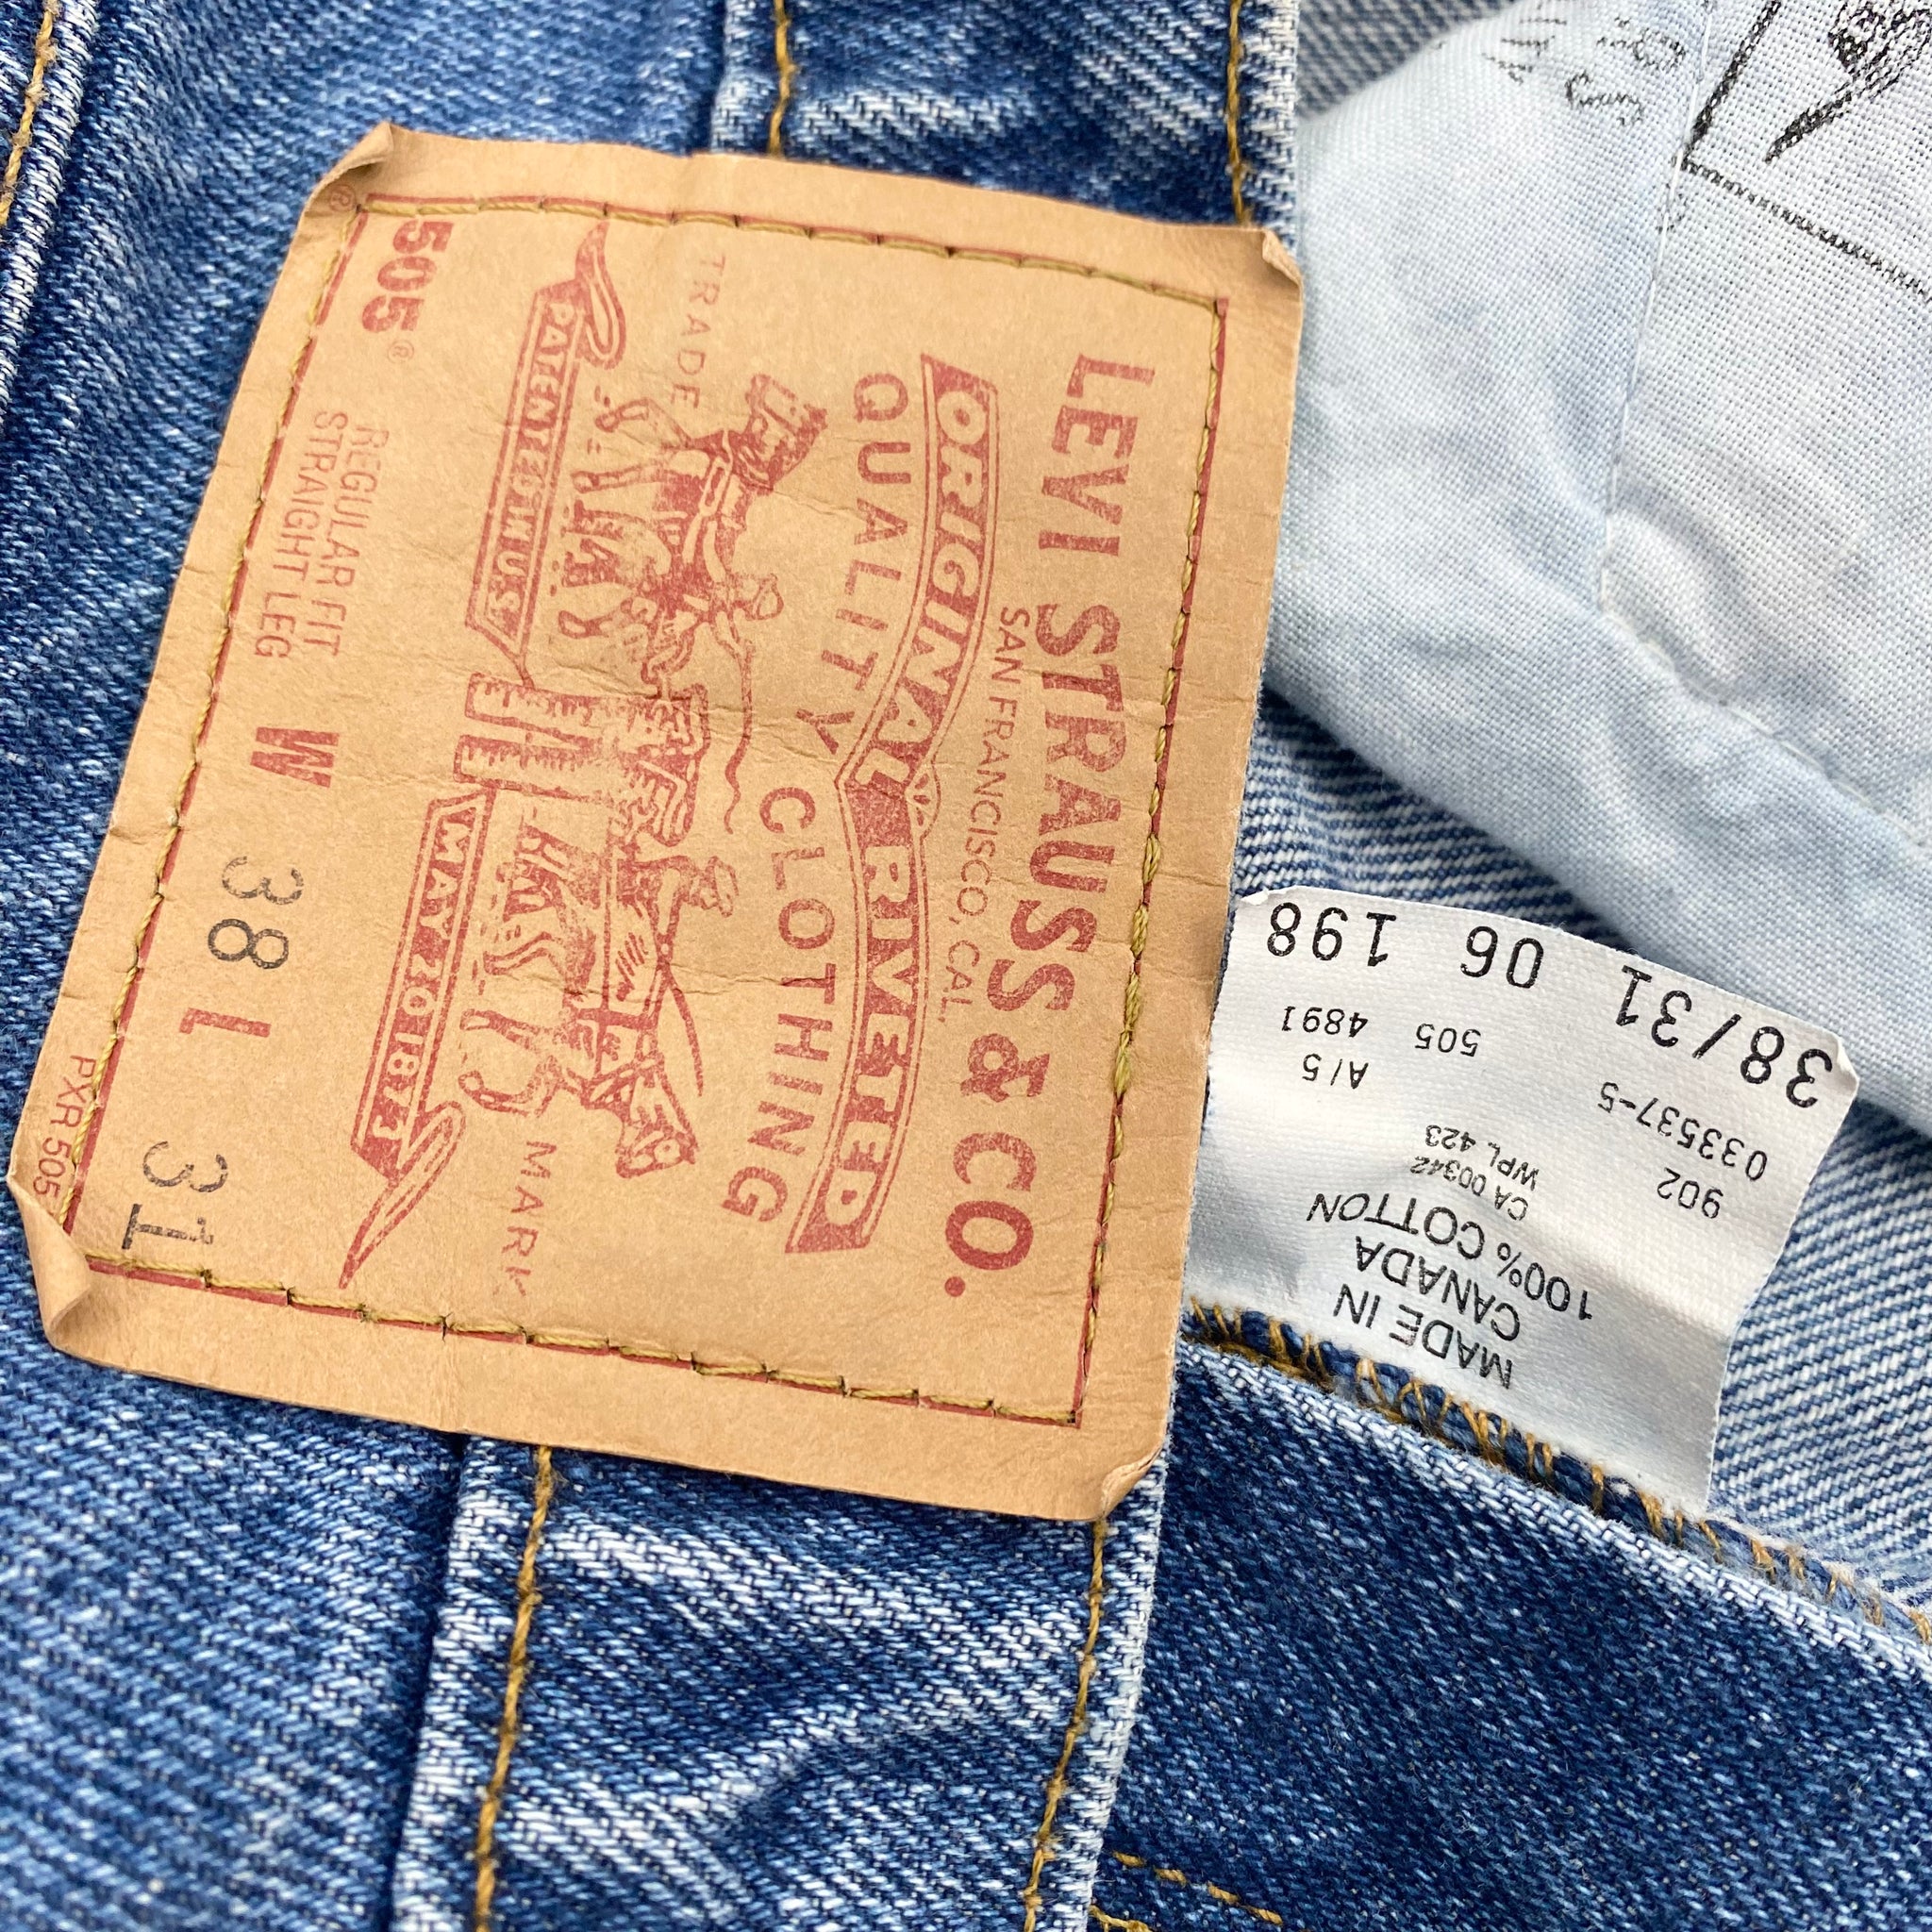 LEVI STRAUSS & CO.
SAN FRANCISCO, CAL.
ORIGINAL RIVETED
QUALITY CLOTHING
TRADE MARK
PATENTED IN U.S. MAY 20 1873
®
505®
REGULAR FIT
STRAIGHT LEG
W 38 L 31
PXR 505
MADE IN
CANADA
100% COTTON
CA 00342
WPL 423
902
033537-5 A/5
505 4891
38/31 06 198